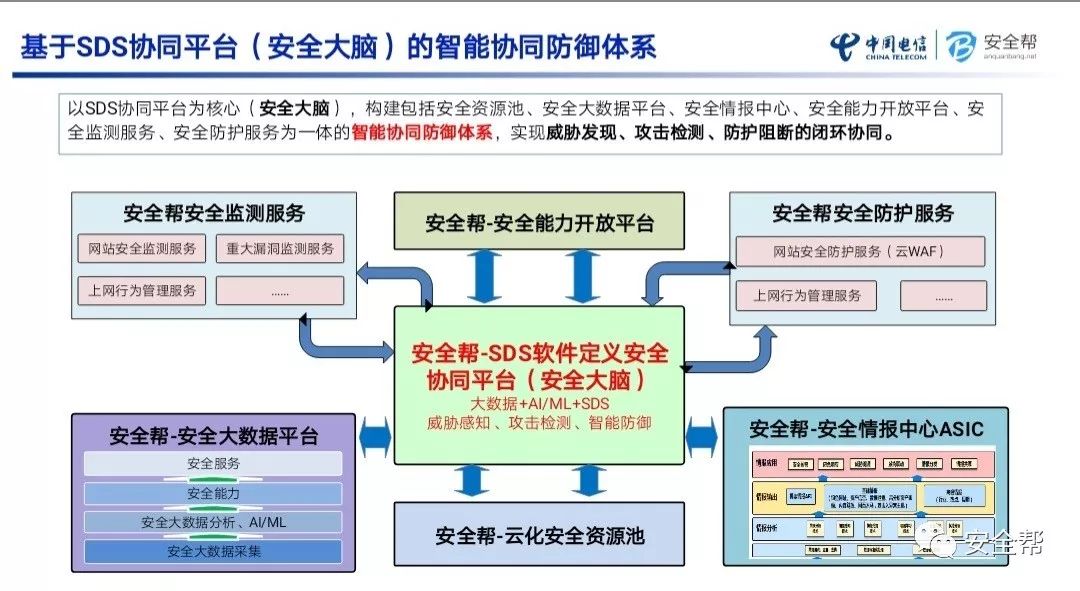 基于SDS协同平台（安全大脑）的智能协同防御体系
中国电信
CHINA TELECOM
安全帮
anquanbang.net
以SDS协同平台为核心（安全大脑），构建包括安全资源池、安全大数据平台、安全情报中心、安全能力开放平台、安
全监测服务、安全防护服务为一体的智能协同防御体系，实现威胁发现、攻击检测、防护阻断的闭环协同。
安全帮安全监测服务
网站安全监测服务
重大漏洞监测服务
上网行为管理服务
......
安全帮-安全能力开放平台
安全帮安全防护服务
网站安全防护服务（云WAF）
上网行为管理服务
......
安全帮-SDS软件定义安全
协同平台（安全大脑）
大数据+AI/ML+SDS
威胁感知、攻击检测、智能防御
安全帮-安全大数据平台
安全服务
安全能力
安全大数据分析、AI/ML
安全大数据采集
安全帮-云化安全资源池
安全帮-安全情报中心ASIC
情报应用
情报输出
情报分析
安全帮